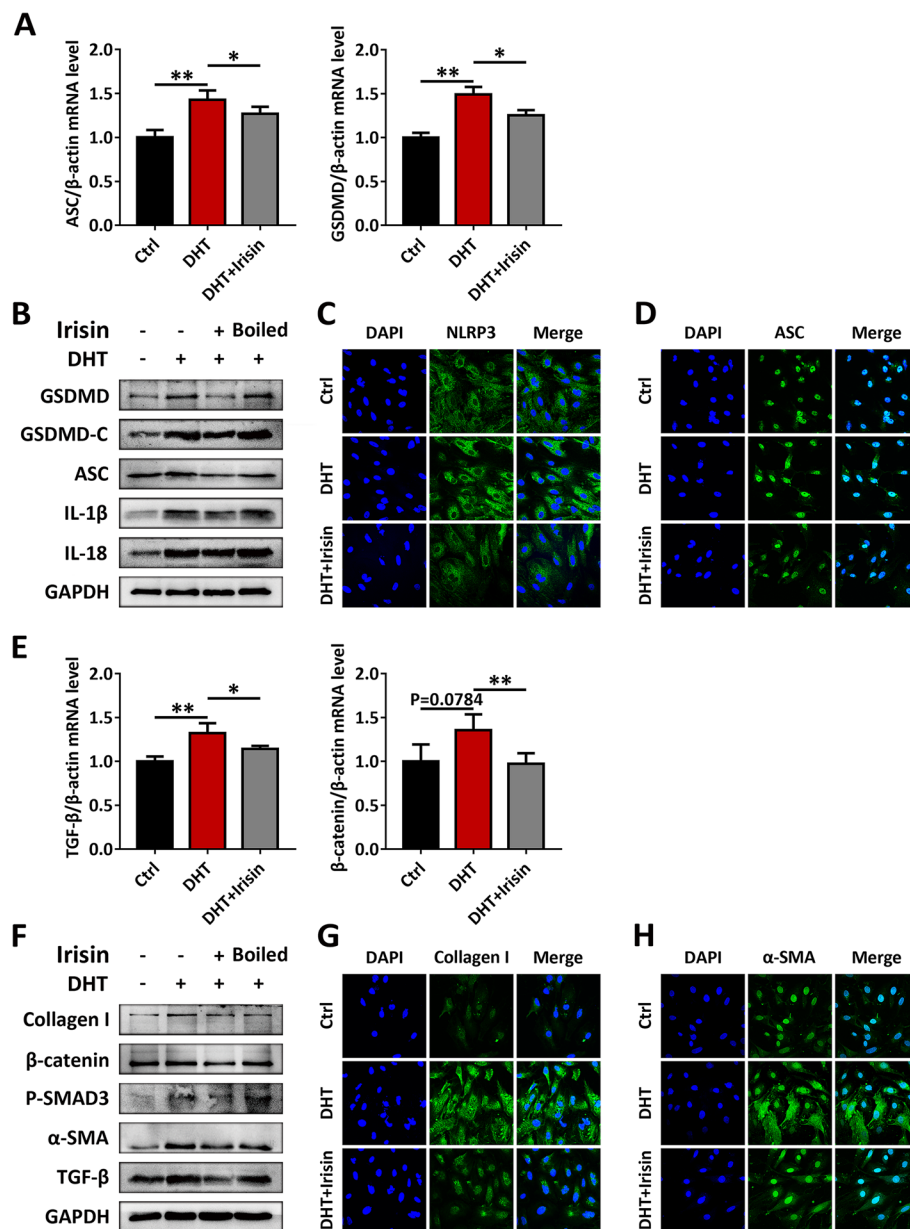 A
ASC/β-actin mRNA level
2.0
1.5
1.0
0.5
0.0
**
*
Ctrl
DHT
DHT+Irisin
GSDMD/β-actin mRNA level
2.0
1.5
1.0
0.5
0.0
**
*
Ctrl
DHT
DHT+Irisin
B
Irisin - - + Boiled
DHT - + + +
GSDMD
GSDMD-C
ASC
IL-1β
IL-18
GAPDH
C
DAPI NLRP3 Merge
Ctrl
DHT
DHT+Irisin
D
DAPI ASC Merge
Ctrl
DHT
DHT+Irisin
E
TGF-β/β-actin mRNA level
2.0
1.5
1.0
0.5
0.0
**
*
Ctrl
DHT
DHT+Irisin
β-catenin/β-actin mRNA level
2.0
1.5
1.0
0.5
0.0
P=0.0784
**
Ctrl
DHT
DHT+Irisin
F
Irisin - - + Boiled
DHT - + + +
Collagen I
β-catenin
P-SMAD3
α-SMA
TGF-β
GAPDH
G
DAPI Collagen I Merge
Ctrl
DHT
DHT+Irisin
H
DAPI α-SMA Merge
Ctrl
DHT
DHT+Irisin